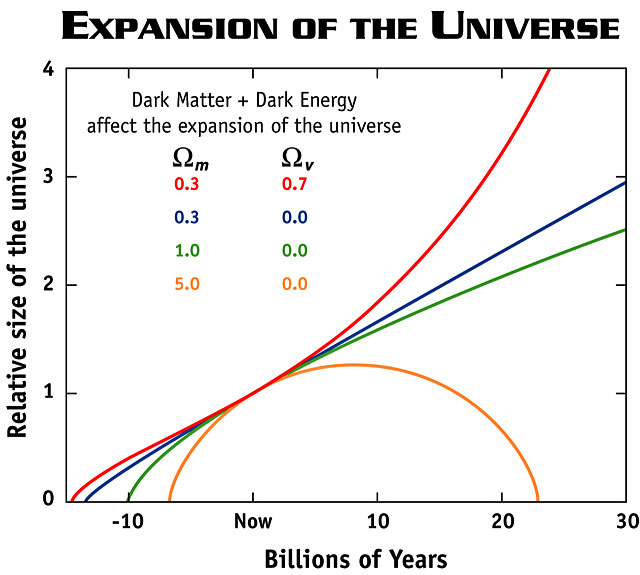 EXPANSION OF THE UNIVERSE
Dark Matter + Dark Energy
affect the expansion of the universe
Ωm Ωv
0.3 0.7
0.3 0.0
1.0 0.0
5.0 0.0
Relative size of the universe
4
3
2
1
0
-10 Now 10 20 30
Billions of Years